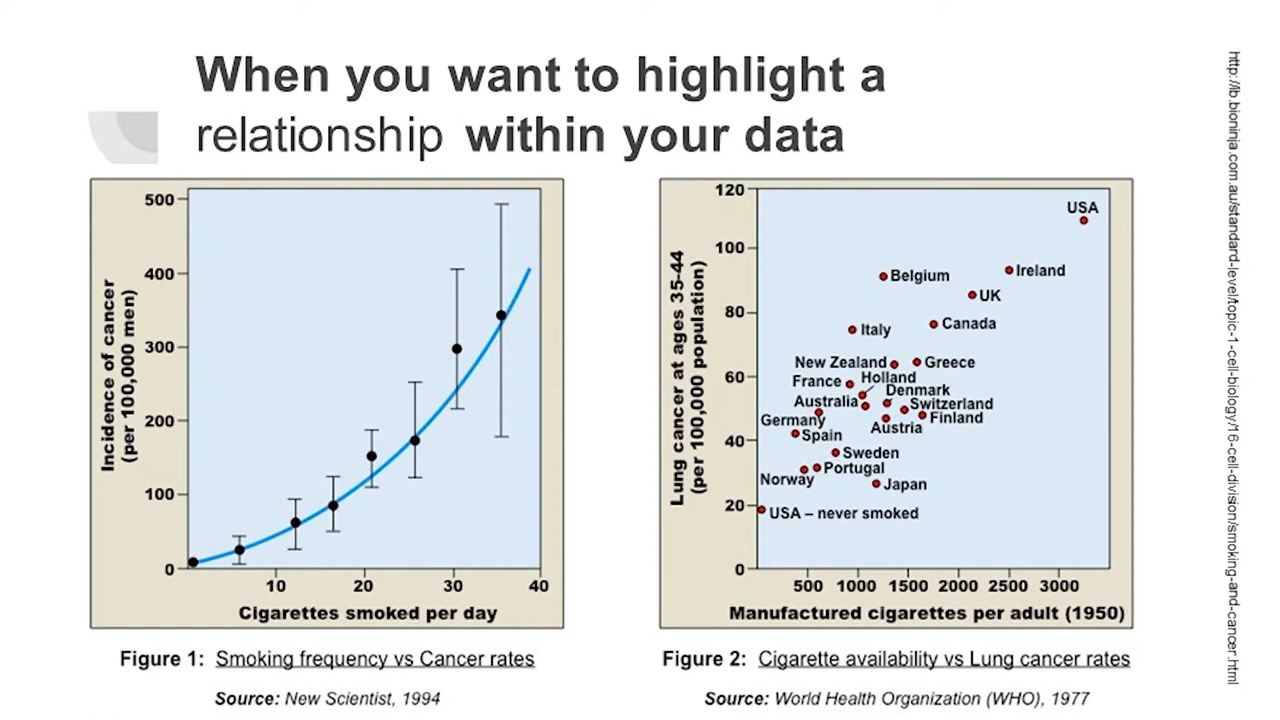 When you want to highlight a
relationship within your data
500
400
300
200
100
0
10 20 30 40
Incidence of cancer
(per 100,000 men)
Cigarettes smoked per day
Figure 1: Smoking frequency vs Cancer rates
Source: New Scientist, 1994
120
100
80
60
40
20
0
500 1000 1500 2000 2500 3000
Lung cancer at ages 35-44
(per 100,000 population)
USA
Ireland
Belgium
UK
Canada
Italy
New Zealand
Greece
France
Holland
Denmark
Australia
Switzerland
Germany
Finland
Austria
Spain
Sweden
Portugal
Norway
Japan
USA – never smoked
Manufactured cigarettes per adult (1950)
Figure 2: Cigarette availability vs Lung cancer rates
Source: World Health Organization (WHO), 1977
http://ib.bioninja.com.au/standard-level/topic-1-cell-biology/16-cell-division/smoking-and-cancer.html